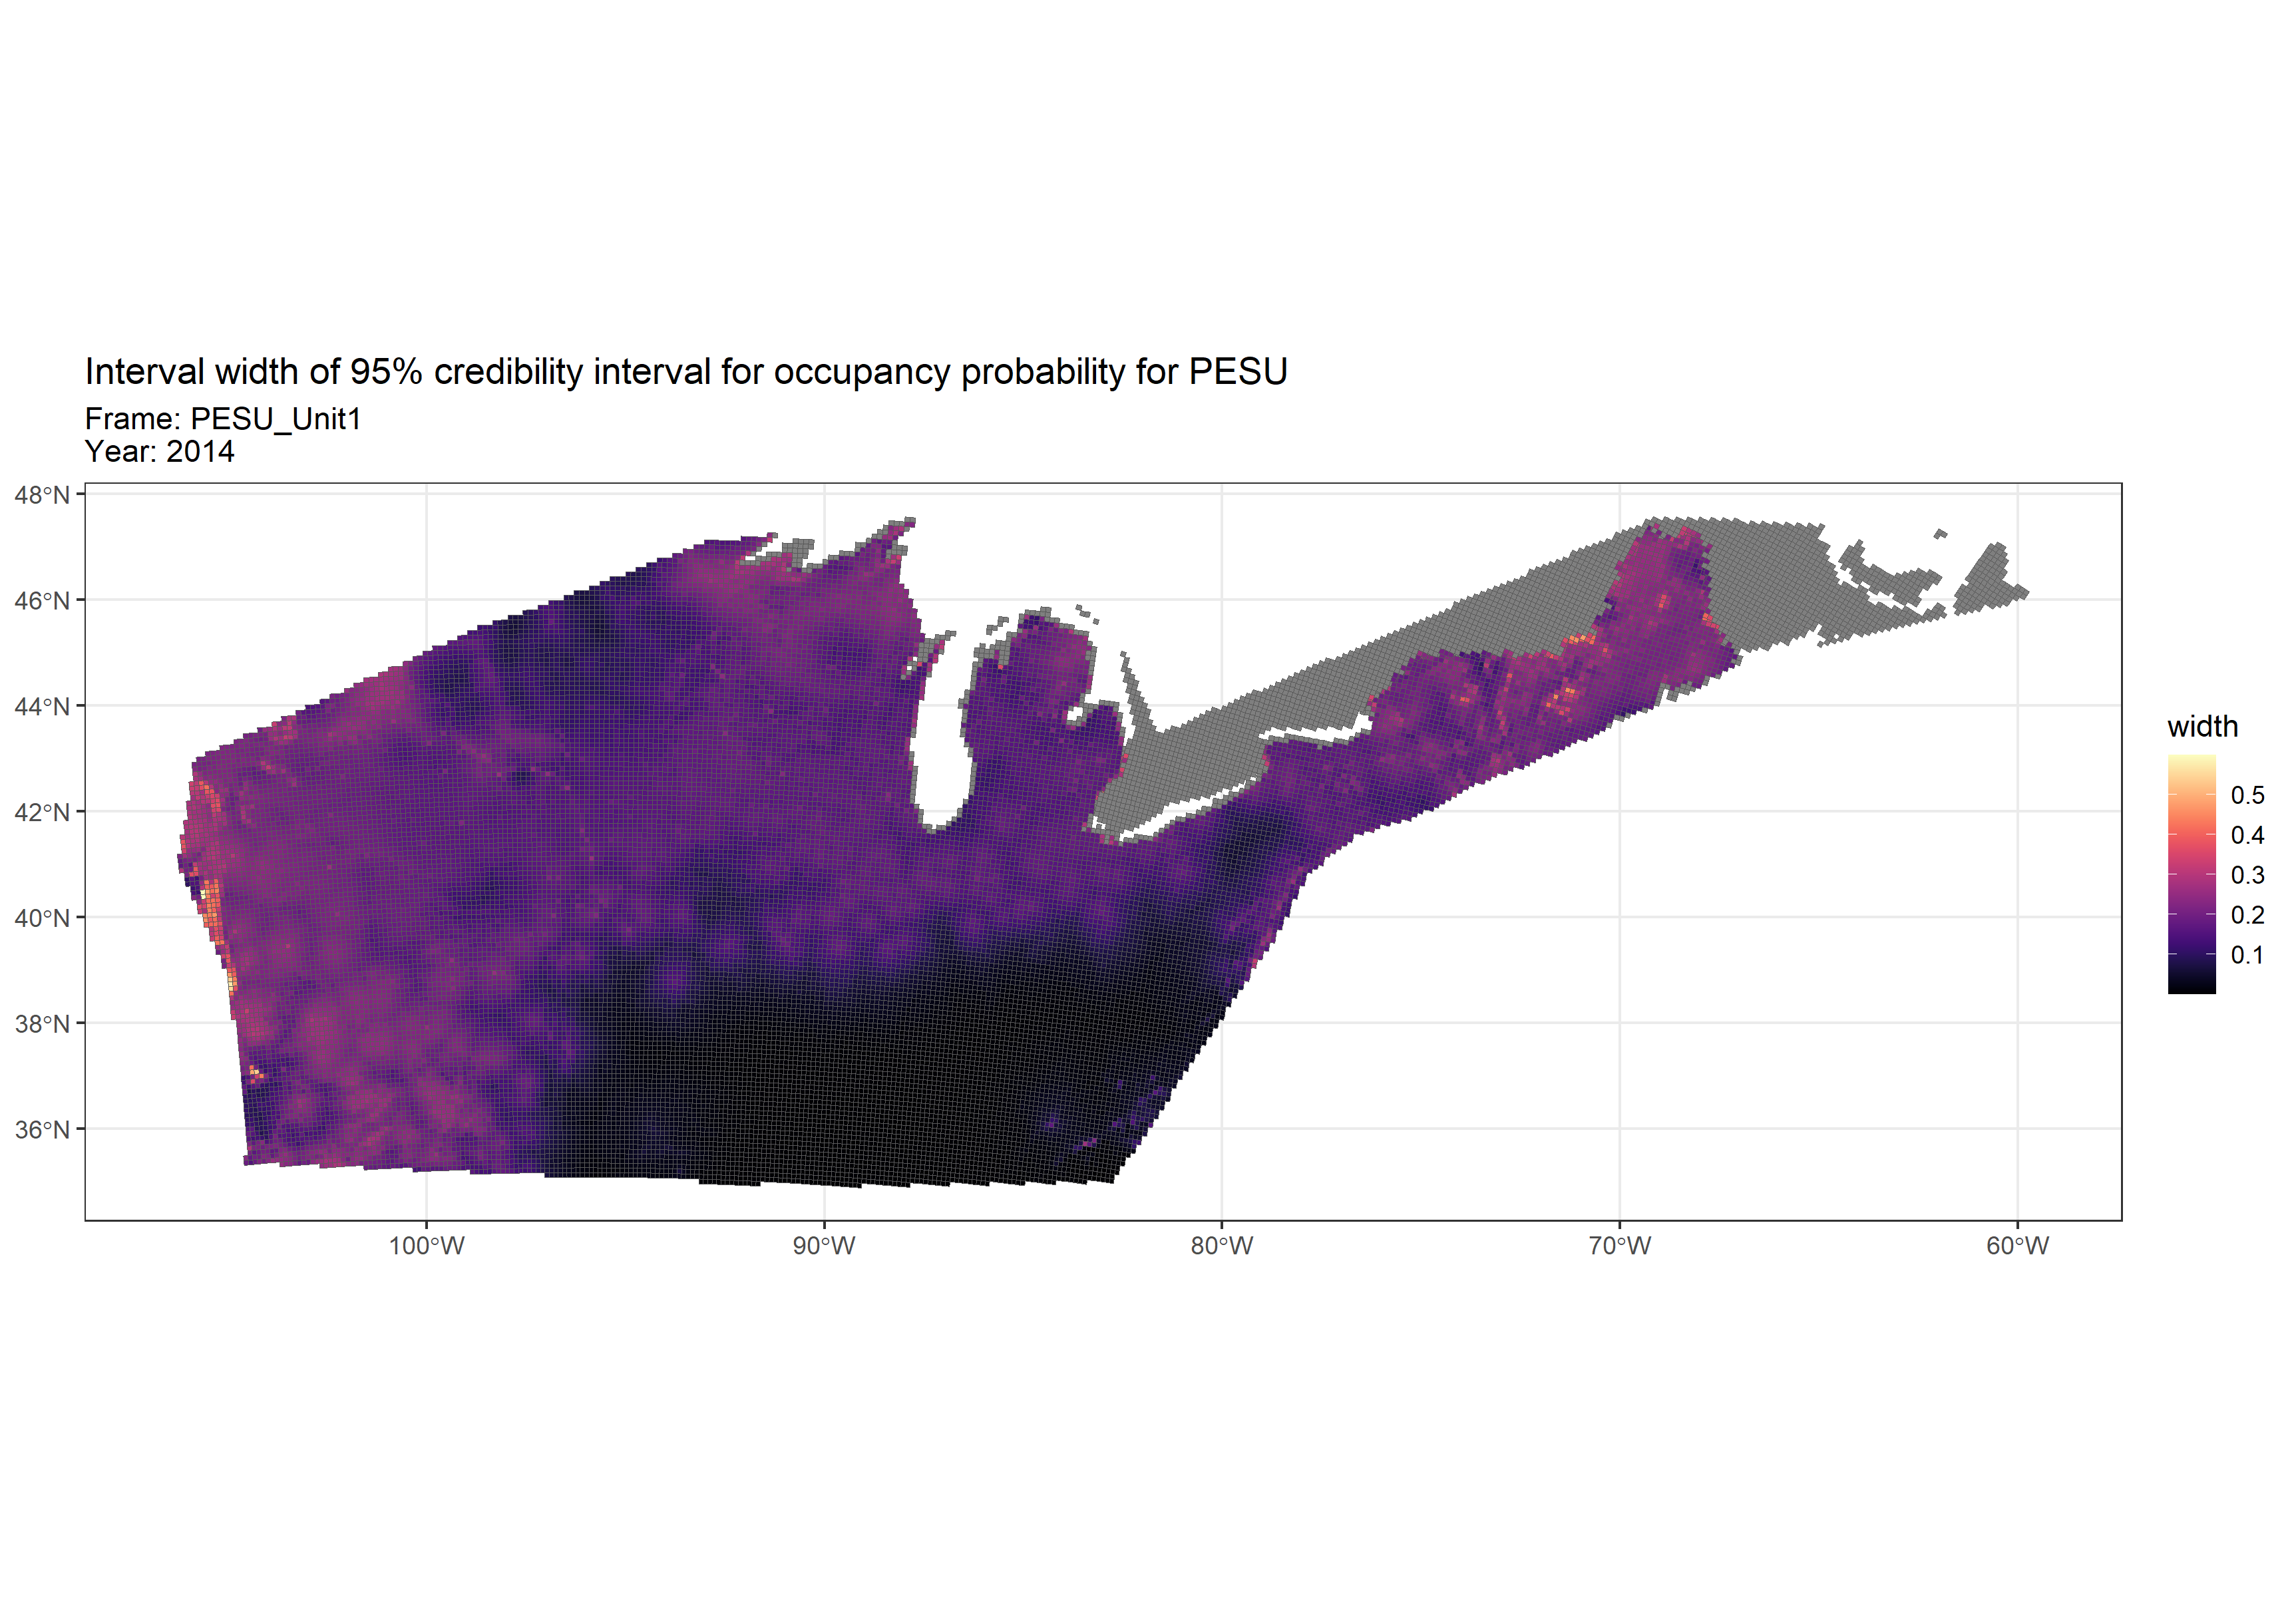 Interval width of 95% credibility interval for occupancy probability for PESU
Frame: PESU_Unit1
Year: 2014
48°N
46°N
44°N
42°N
40°N
38°N
36°N
100°W
90°W
80°W
70°W
60°W
width
0.5
0.4
0.3
0.2
0.1